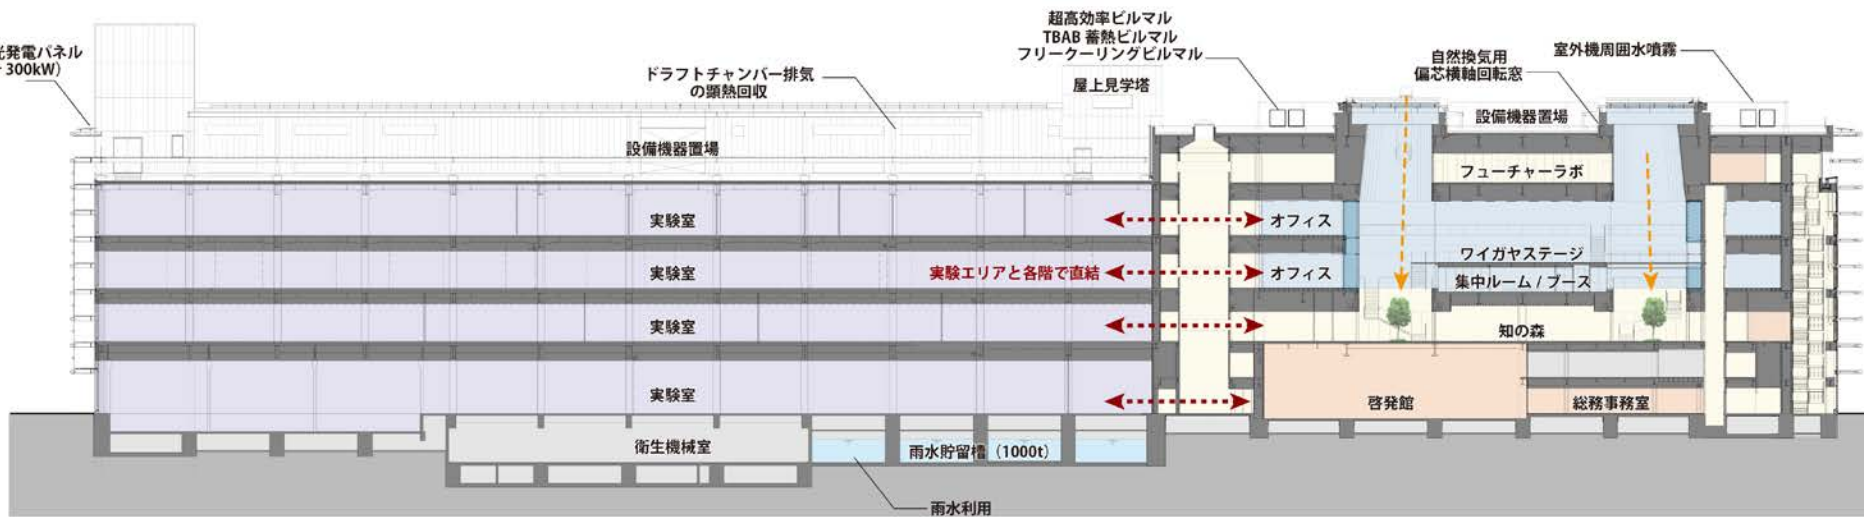 光発電パネル
300kW）
ドラフトチャンバー排気
の顕熱回収
超高効率ビルマル
TBAB 蓄熱ビルマル
フリークーリングビルマル
屋上見学塔
自然換気用
偏芯横軸回転窓
室外機周囲水噴霧
設備機器置場
設備機器置場
フューチャーラボ
実験室
オフィス
ワイガヤステージ
実験室
実験エリアと各階で直結
オフィス
集中ルーム / ブース
実験室
知の森
実験室
啓発館
総務事務室
衛生機械室
雨水貯留槽（1000t）
雨水利用